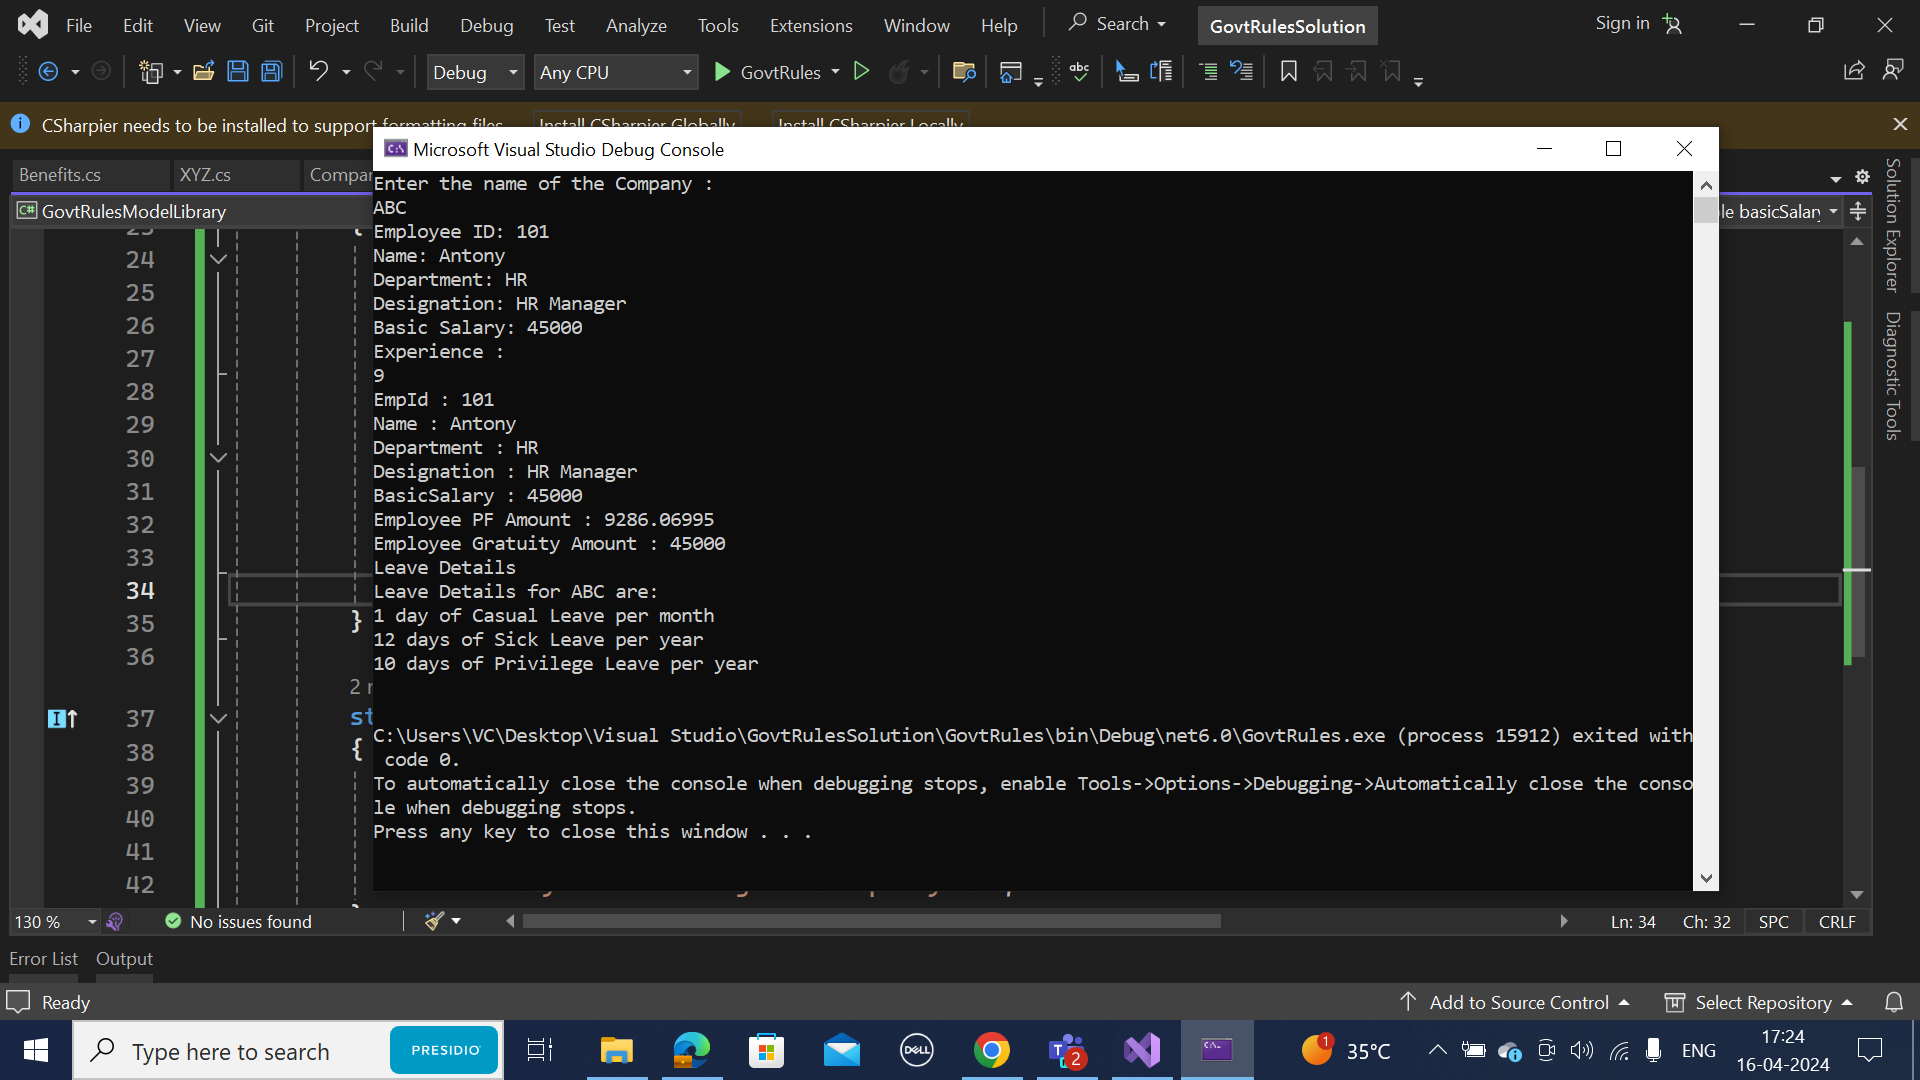 File Edit View Git Project Build Debug Test Analyze Tools Extensions Window Help Search GovtRulesSolution Sign in
Debug Any CPU GovtRules abc
CSharpier needs to be installed to support formatting files Install CSharpier Globally Install CSharpier Locally
Microsoft Visual Studio Debug Console
Benefits.cs XYZ.cs
C# GovtRulesModelLibrary
basicSalary
Solution Explorer
Diagnostic Tools
Enter the name of the Company :
ABC
Employee ID: 101
Name: Antony
Department: HR
Designation: HR Manager
Basic Salary: 45000
Experience :
9
EmpId : 101
Name : Antony
Department : HR
Designation : HR Manager
BasicSalary : 45000
Employee PF Amount : 9286.06995
Employee Gratuity Amount : 45000
Leave Details
Leave Details for ABC are:
1 day of Casual Leave per month
12 days of Sick Leave per year
10 days of Privilege Leave per year
C:\Users\VC\Desktop\Visual Studio\GovtRulesSolution\GovtRules\bin\Debug\net6.0\GovtRules.exe (process 15912) exited with
code 0.
To automatically close the console when debugging stops, enable Tools->Options->Debugging->Automatically close the conso
le when debugging stops.
Press any key to close this window . . .
23
24
25
26
27
28
29
30
31
32
33
34
35 }
36
2
37 st
38 {
39
40
41
42
130 % No issues found Ln: 34 Ch: 32 SPC CRLF
Error List Output
Ready Add to Source Control Select Repository
Type here to search PRESIDIO DELL T 2 1 35°C ENG 17:24
16-04-2024